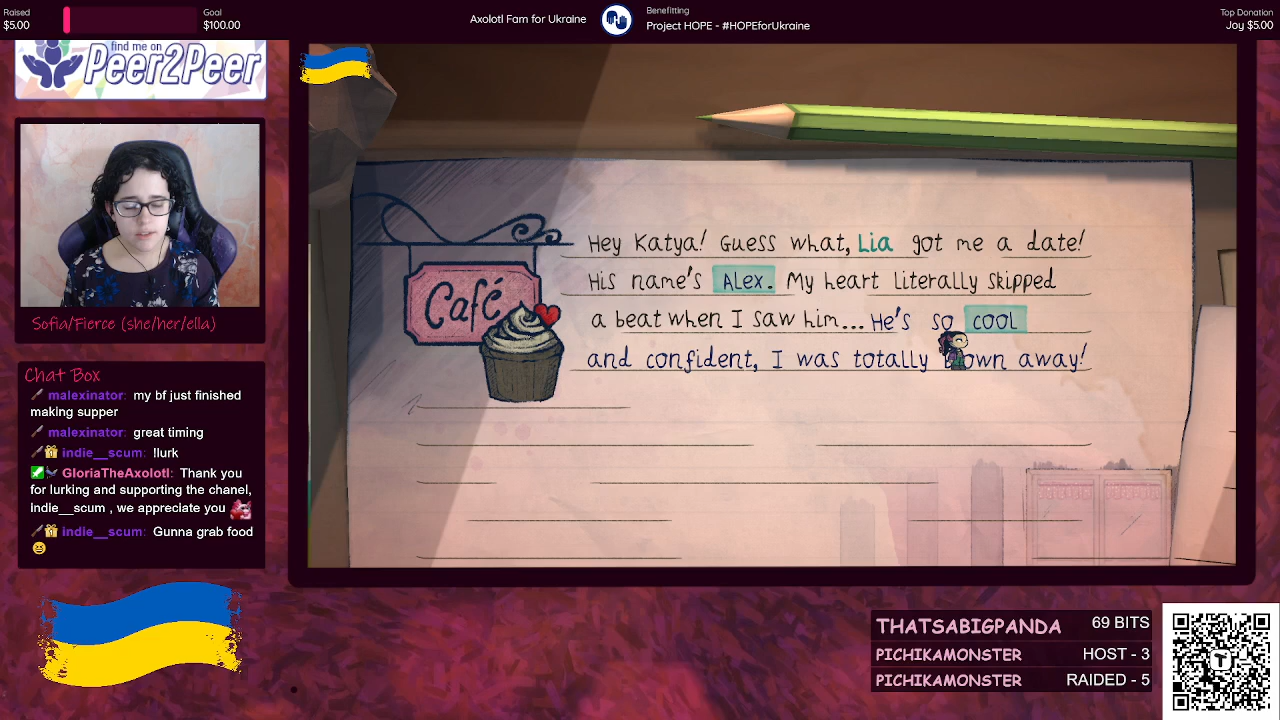 Raised
$5.00
Goal
$100.00
Axolotl Fam for Ukraine
Benefitting
Project HOPE - #HOPEforUkraine
Top Donation
Joy $5.00
find me on
Peer2Peer
Sofia/Fierce (she/her/ella)
Chat Box
malexinator: my bf just finished
making supper
malexinator: great timing
indie__scum: !lurk
GloriaTheAxolotl: Thank you
for lurking and supporting the chanel,
indie__scum , we appreciate you
indie__scum: Gunna grab food
Café
Hey Katya! Guess what, Lia got me a date!
His name's Alex. My heart literally skipped
a beat when I saw him... He's so cool
and confident, I was totally blown away!
THATSABIGPANDA 69 BITS
PICHIKAMONSTER HOST - 3
PICHIKAMONSTER RAIDED - 5